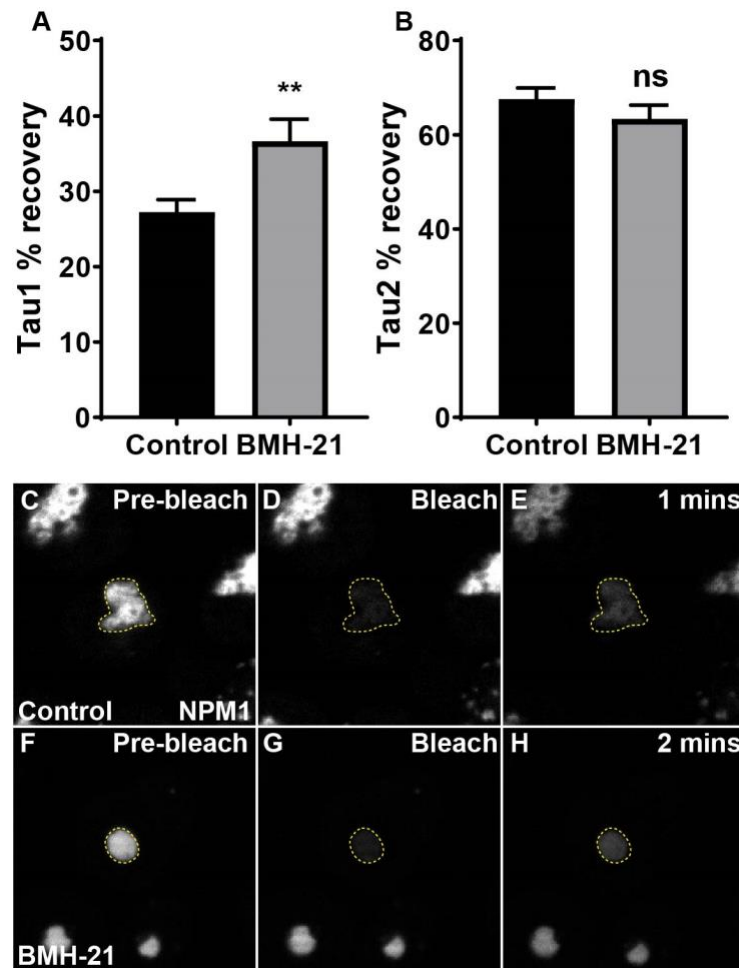 A
Tau1 % recovery
50
40
30
20
10
0
**
Control BMH-21
B
Tau2 % recovery
80
60
40
20
0
ns
Control BMH-21
C Pre-bleach
Control NPM1
D Bleach
E 1 mins
F Pre-bleach
BMH-21
G Bleach
H 2 mins